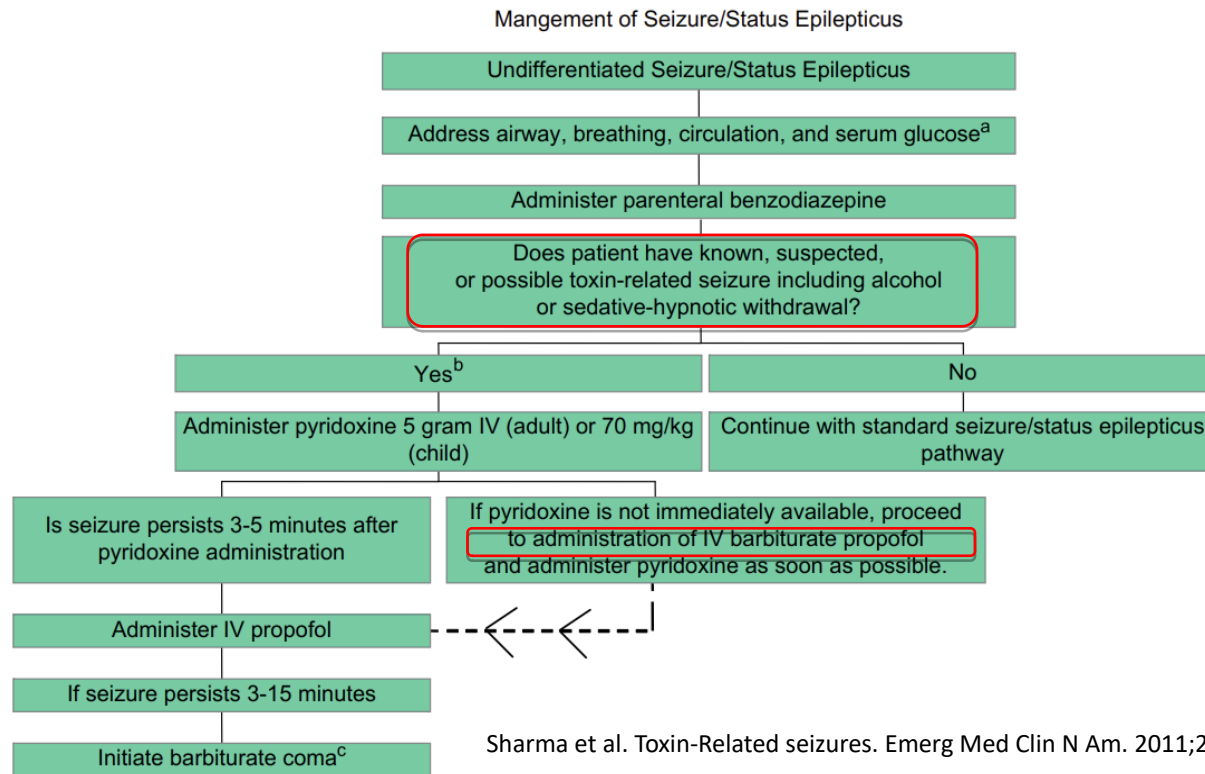 Mangement of Seizure/Status Epilepticus
Undifferentiated Seizure/Status Epilepticus
Address airway, breathing, circulation, and serum glucoseᵃ
Administer parenteral benzodiazepine
Does patient have known, suspected,
or possible toxin-related seizure including alcohol
or sedative-hypnotic withdrawal?
Yesᵇ
No
Administer pyridoxine 5 gram IV (adult) or 70 mg/kg
(child)
Continue with standard seizure/status epilepticus
pathway
Is seizure persists 3-5 minutes after
pyridoxine administration
If pyridoxine is not immediately available, proceed
to administration of IV barbiturate propofol
and administer pyridoxine as soon as possible.
Administer IV propofol
If seizure persists 3-15 minutes
Initiate barbiturate comaᶜ
Sharma et al. Toxin-Related seizures. Emerg Med Clin N Am. 2011;2